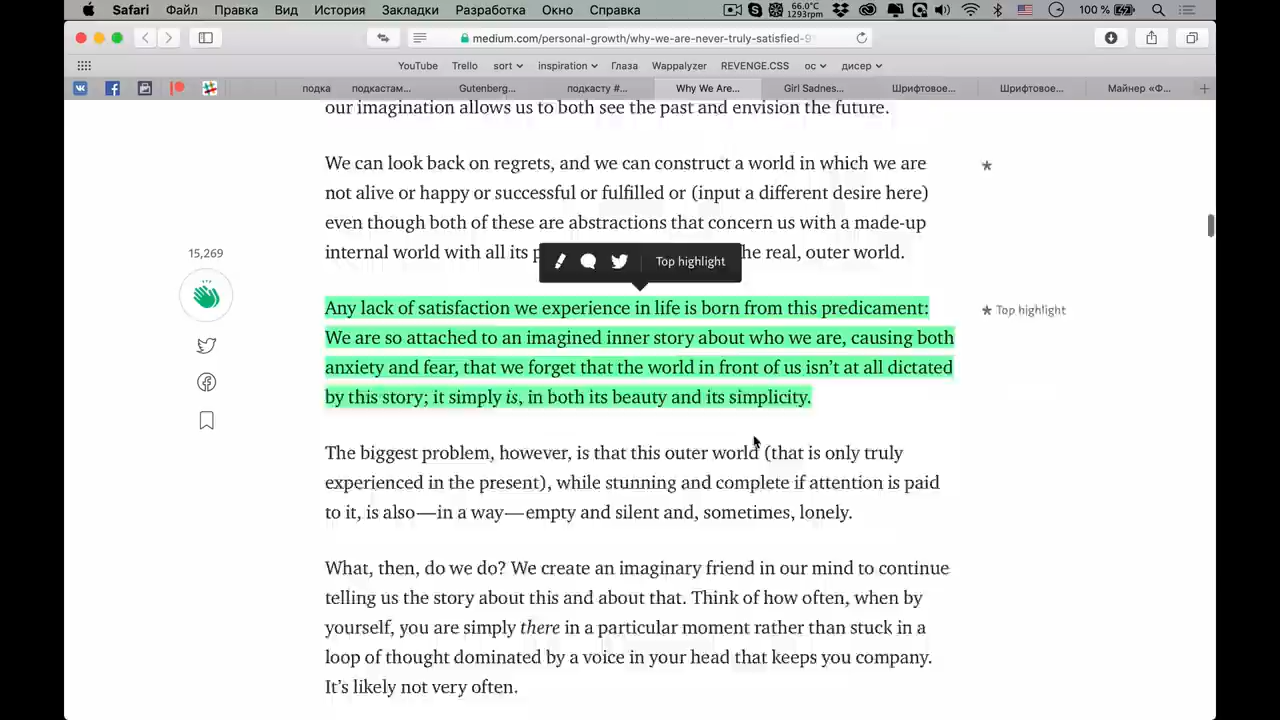 Safari Файл Правка Вид История Закладки Разработка Окно Справка 66.0°C 1293rpm 100 %
medium.com/personal-growth/why-we-are-never-truly-satisfied-9
YouTube Trello sort inspiration Глаза Wappalyzer REVENGE.CSS ос дисер
подка подкастам... Gutenberg... подкасту #... Why We Are... Girl Sadnes... Шрифтовое... Шрифтовое... Майнер «Ф...
our imagination allows us to both see the past and envision the future.
We can look back on regrets, and we can construct a world in which we are
not alive or happy or successful or fulfilled or (input a different desire here)
even though both of these are abstractions that concern us with a made-up
internal world with all its p he real, outer world.
15,269
Top highlight
Any lack of satisfaction we experience in life is born from this predicament:
Top highlight
We are so attached to an imagined inner story about who we are, causing both
anxiety and fear, that we forget that the world in front of us isn’t at all dictated
by this story; it simply is, in both its beauty and its simplicity.
The biggest problem, however, is that this outer world (that is only truly
experienced in the present), while stunning and complete if attention is paid
to it, is also—in a way—empty and silent and, sometimes, lonely.
What, then, do we do? We create an imaginary friend in our mind to continue
telling us the story about this and about that. Think of how often, when by
yourself, you are simply there in a particular moment rather than stuck in a
loop of thought dominated by a voice in your head that keeps you company.
It’s likely not very often.